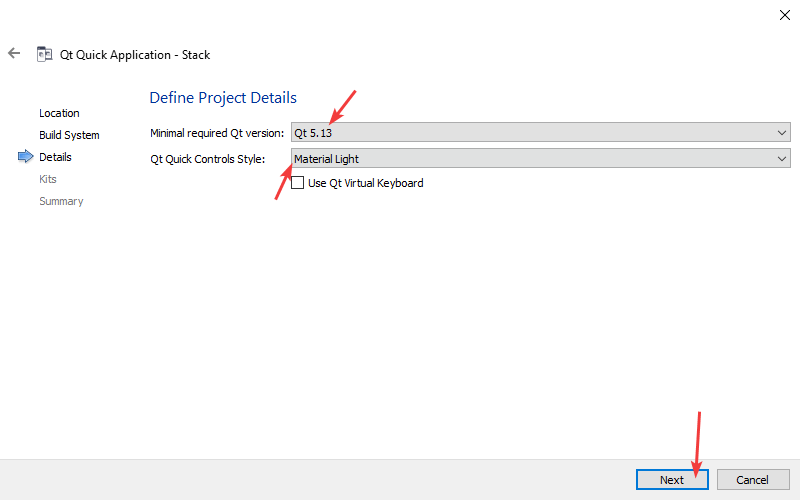 Qt Quick Application - Stack
Location
Build System
Details
Kits
Summary
Define Project Details
Minimal required Qt version: Qt 5.13
Qt Quick Controls Style: Material Light
Use Qt Virtual Keyboard
Next Cancel